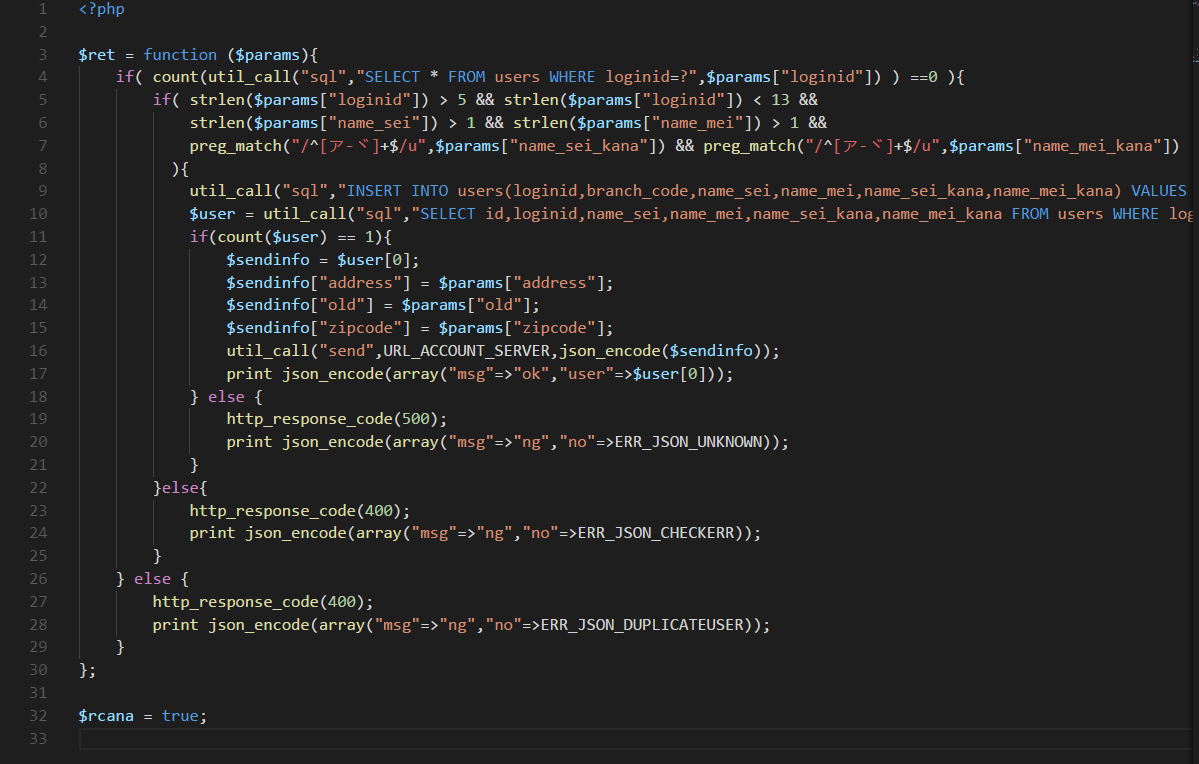 1 <?php
2
3 $ret = function ($params){
4     if( count(util_call("sql","SELECT * FROM users WHERE loginid=?",$params["loginid"]) ) ==0 ){
5         if( strlen($params["loginid"]) > 5 && strlen($params["loginid"]) < 13 &&
6             strlen($params["name_sei"]) > 1 && strlen($params["name_mei"]) > 1 &&
7             preg_match("/^[ア-ヾ]+$/u",$params["name_sei_kana"]) && preg_match("/^[ア-ヾ]+$/u",$params["name_mei_kana"])
8           ){
9             util_call("sql","INSERT INTO users(loginid,branch_code,name_sei,name_mei,name_sei_kana,name_mei_kana) VALUES
10             $user = util_call("sql","SELECT id,loginid,name_sei,name_mei,name_sei_kana,name_mei_kana FROM users WHERE log
11             if(count($user) == 1){
12                 $sendinfo = $user[0];
13                 $sendinfo["address"] = $params["address"];
14                 $sendinfo["old"] = $params["old"];
15                 $sendinfo["zipcode"] = $params["zipcode"];
16                 util_call("send",URL_ACCOUNT_SERVER,json_encode($sendinfo));
17                 print json_encode(array("msg"=>"ok","user"=>$user[0]));
18             } else {
19                 http_response_code(500);
20                 print json_encode(array("msg"=>"ng","no"=>ERR_JSON_UNKNOWN));
21             }
22         }else{
23             http_response_code(400);
24             print json_encode(array("msg"=>"ng","no"=>ERR_JSON_CHECKERR));
25         }
26     } else {
27         http_response_code(400);
28         print json_encode(array("msg"=>"ng","no"=>ERR_JSON_DUPLICATEUSER));
29     }
30 };
31
32 $rcana = true;
33